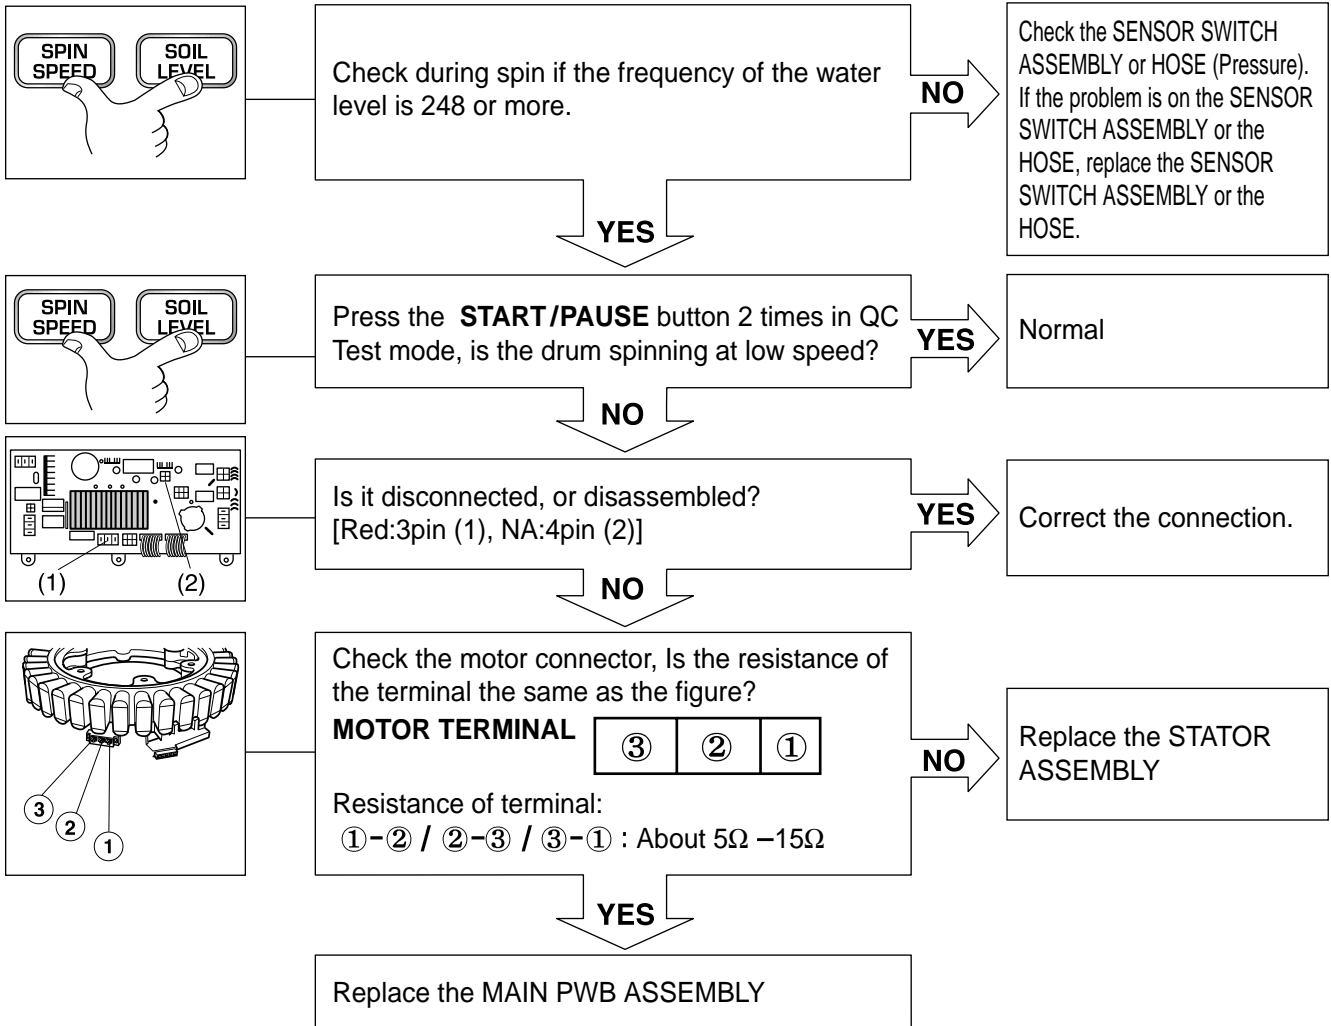 SPIN
SPEED
SOIL
LEVEL
Check during spin if the frequency of the water
level is 248 or more.
NO
Check the SENSOR SWITCH
ASSEMBLY or HOSE (Pressure).
If the problem is on the SENSOR
SWITCH ASSEMBLY or the
HOSE, replace the SENSOR
SWITCH ASSEMBLY or the
HOSE.
YES
SPIN
SPEED
SOIL
LEVEL
Press the START/PAUSE button 2 times in QC
Test mode, is the drum spinning at low speed?
YES
Normal
NO
(1)
(2)
Is it disconnected, or disassembled?
[Red:3pin (1), NA:4pin (2)]
YES
Correct the connection.
NO
3
2
1
Check the motor connector, Is the resistance of
the terminal the same as the figure?
MOTOR TERMINAL
③ ② ①
Resistance of terminal:
①-② / ②-③ / ③-① : About 5Ω –15Ω
NO
Replace the STATOR
ASSEMBLY
YES
Replace the MAIN PWB ASSEMBLY